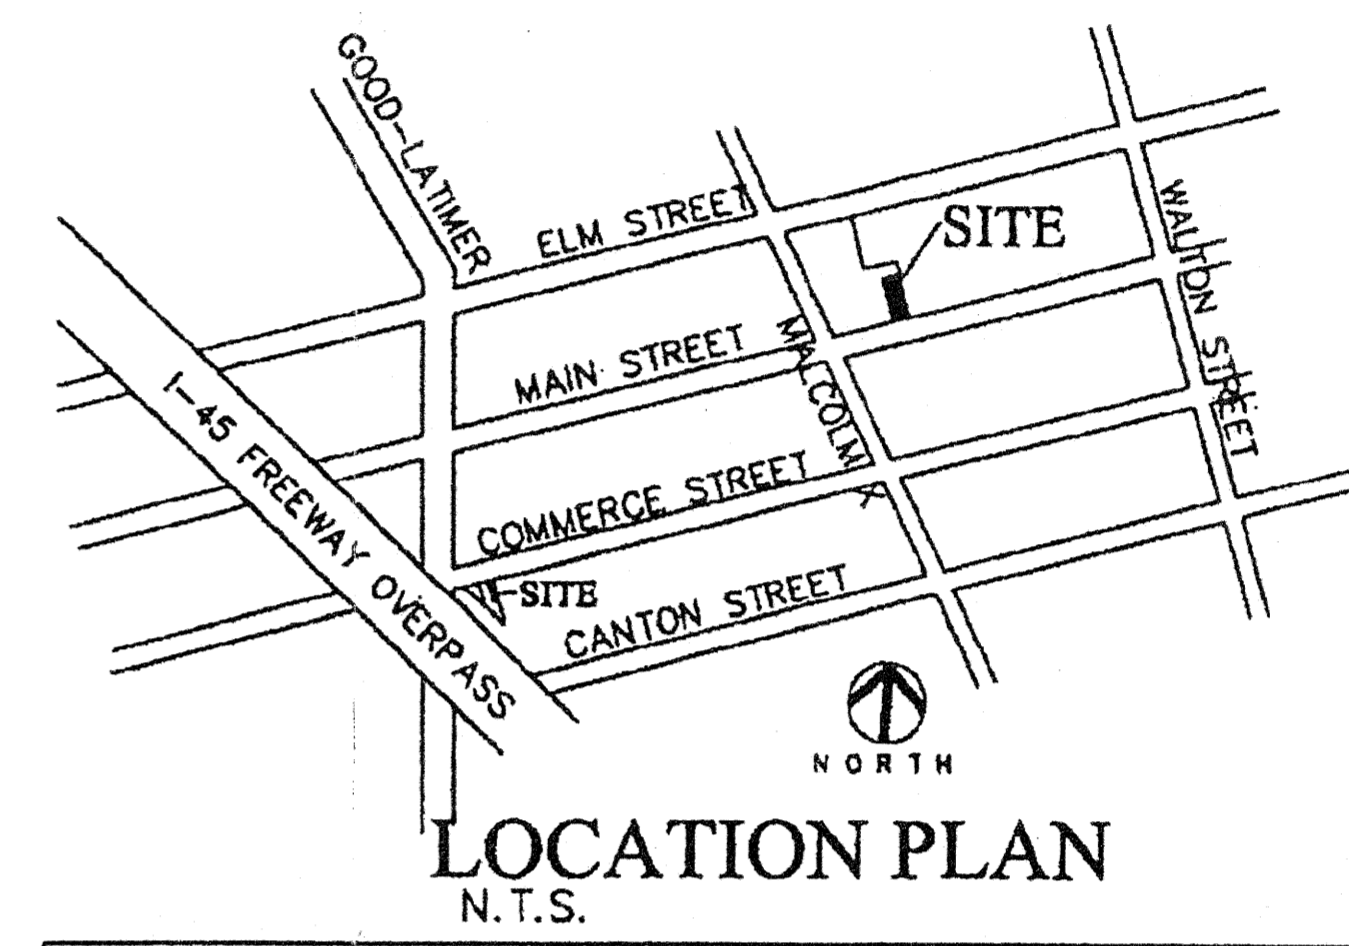 GOOD-LATIMER
ELM STREET
SITE
WALTON STREET
MAIN STREET
MALCOLM X
I-45 FREEWAY OVERPASS
COMMERCE STREET
SITE
CANTON STREET
NORTH
LOCATION PLAN
N.T.S.